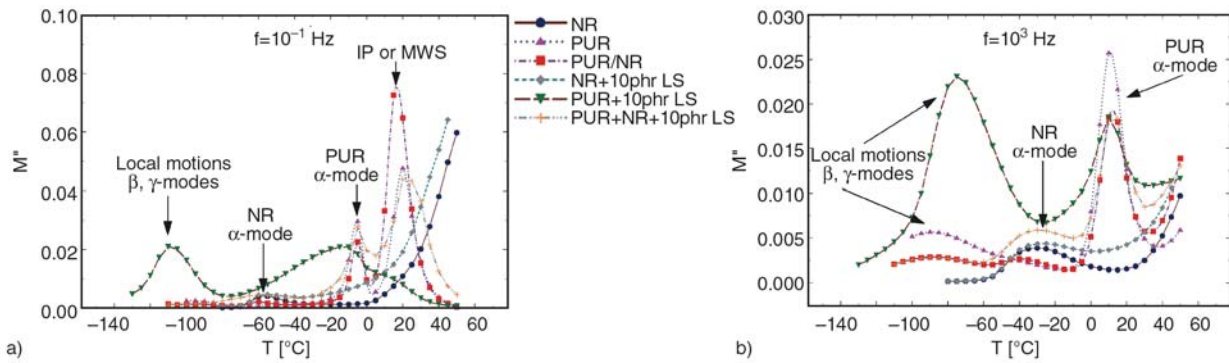 f=10⁻¹ Hz
0.10
0.08
0.06
0.04
0.02
0.00
M"
IP or MWS
Local motions
β, γ-modes
NR
α-mode
PUR
α-mode
−140 −100 −60 −40 −20 0 20 40 60
T [°C]
a)
NR
PUR
PUR/NR
NR+10phr LS
PUR+10phr LS
PUR+NR+10phr LS
f=10³ Hz
0.030
0.025
0.020
0.015
0.010
0.005
0.000
M"
PUR
α-mode
NR
α-mode
Local motions
β, γ-modes
−140 −100 −60 −40 −20 0 20 40 60
T [°C]
b)